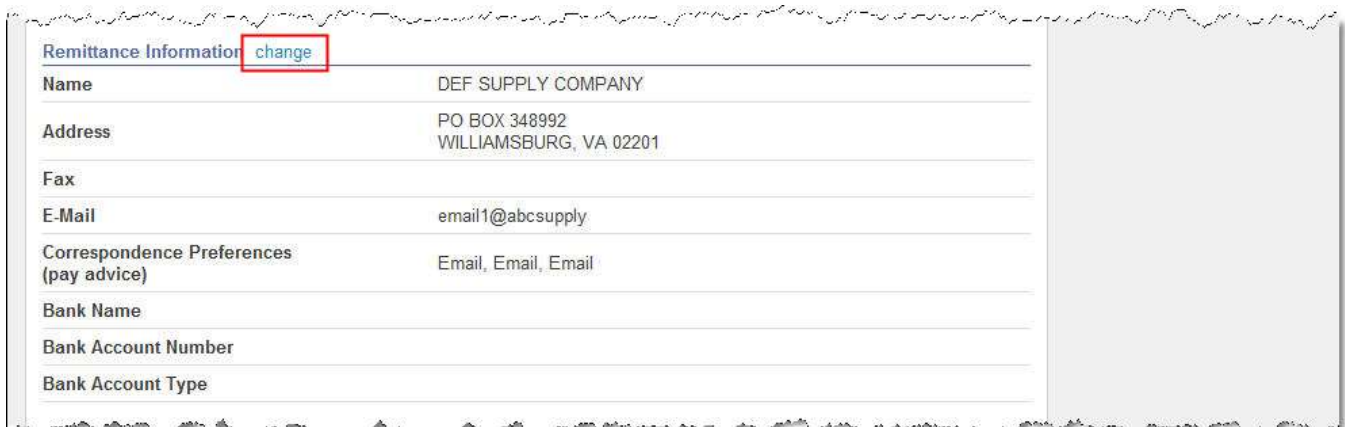 Remittance Information change
Name DEF SUPPLY COMPANY
Address PO BOX 348992
WILLIAMSBURG, VA 02201
Fax
E-Mail email1@abcsupply
Correspondence Preferences
(pay advice) Email, Email, Email
Bank Name
Bank Account Number
Bank Account Type